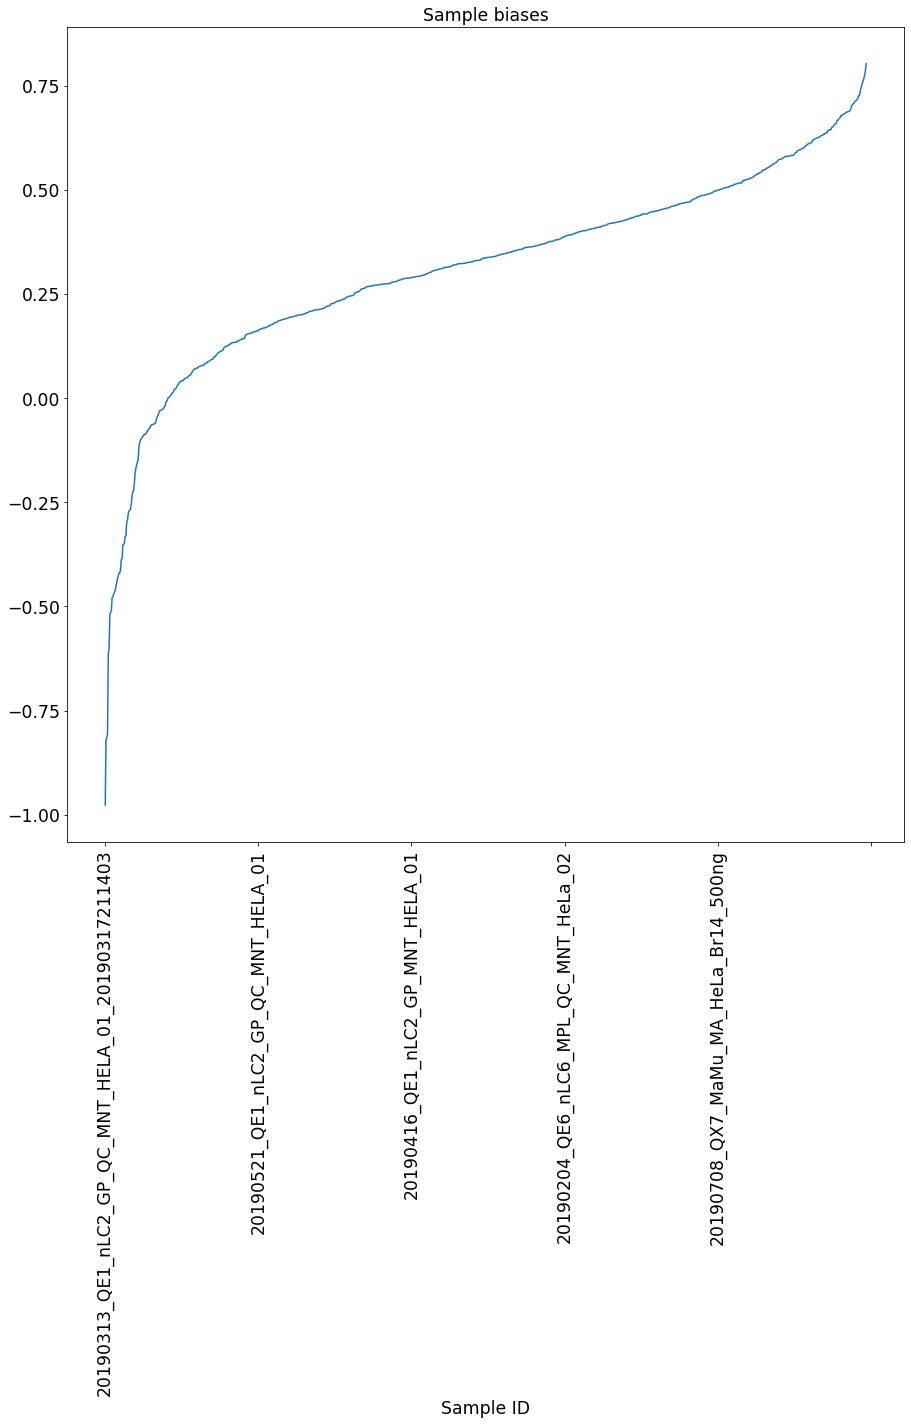 Sample biases
0.75
0.50
0.25
0.00
−0.25
−0.50
−0.75
−1.00
20190313_QE1_nLC2_GP_QC_MNT_HELA_01_20190317211403
20190521_QE1_nLC2_GP_QC_MNT_HELA_01
20190416_QE1_nLC2_GP_MNT_HELA_01
20190204_QE6_nLC6_MPL_QC_MNT_HeLa_02
20190708_QX7_MaMu_MA_HeLa_Br14_500ng
Sample ID